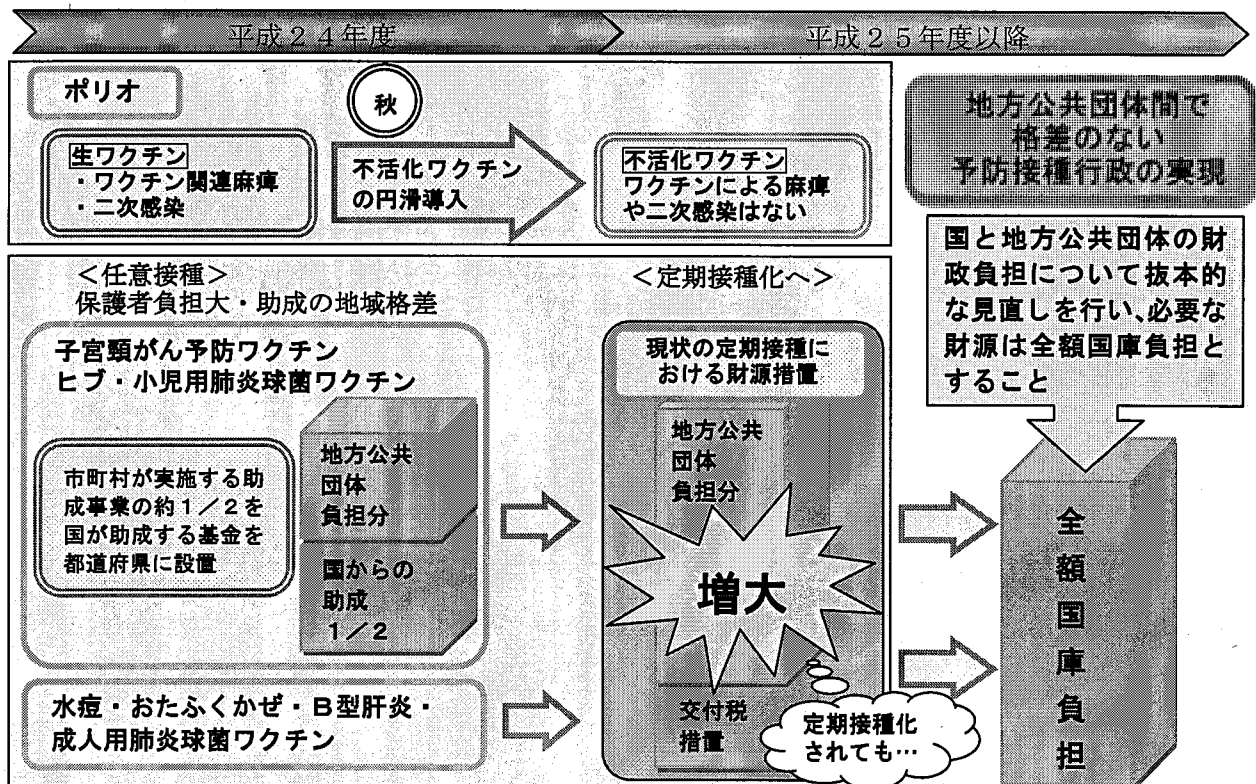 平成２４年度
平成２５年度以降
ポリオ
秋
生ワクチン
・ワクチン関連麻痺
・二次感染
不活化ワクチン
の円滑導入
不活化ワクチン
ワクチンによる麻痺
や二次感染はない
地方公共団体間で
格差のない
予防接種行政の実現
国と地方公共団体の財
政負担について抜本的
な見直しを行い、必要な
財源は全額国庫負担と
すること
＜任意接種＞
保護者負担大・助成の地域格差
＜定期接種化へ＞
子宮頸がん予防ワクチン
ヒブ・小児用肺炎球菌ワクチン
市町村が実施する助
成事業の約１／２を
国が助成する基金を
都道府県に設置
地方公共
団体
負担分
国からの
助成
１／２
現状の定期接種に
おける財源措置
地方公共
団体
負担分
増大
交付税
措置
定期接種化
されても…
水痘・おたふくかぜ・Ｂ型肝炎・
成人用肺炎球菌ワクチン
全
額
国
庫
負
担